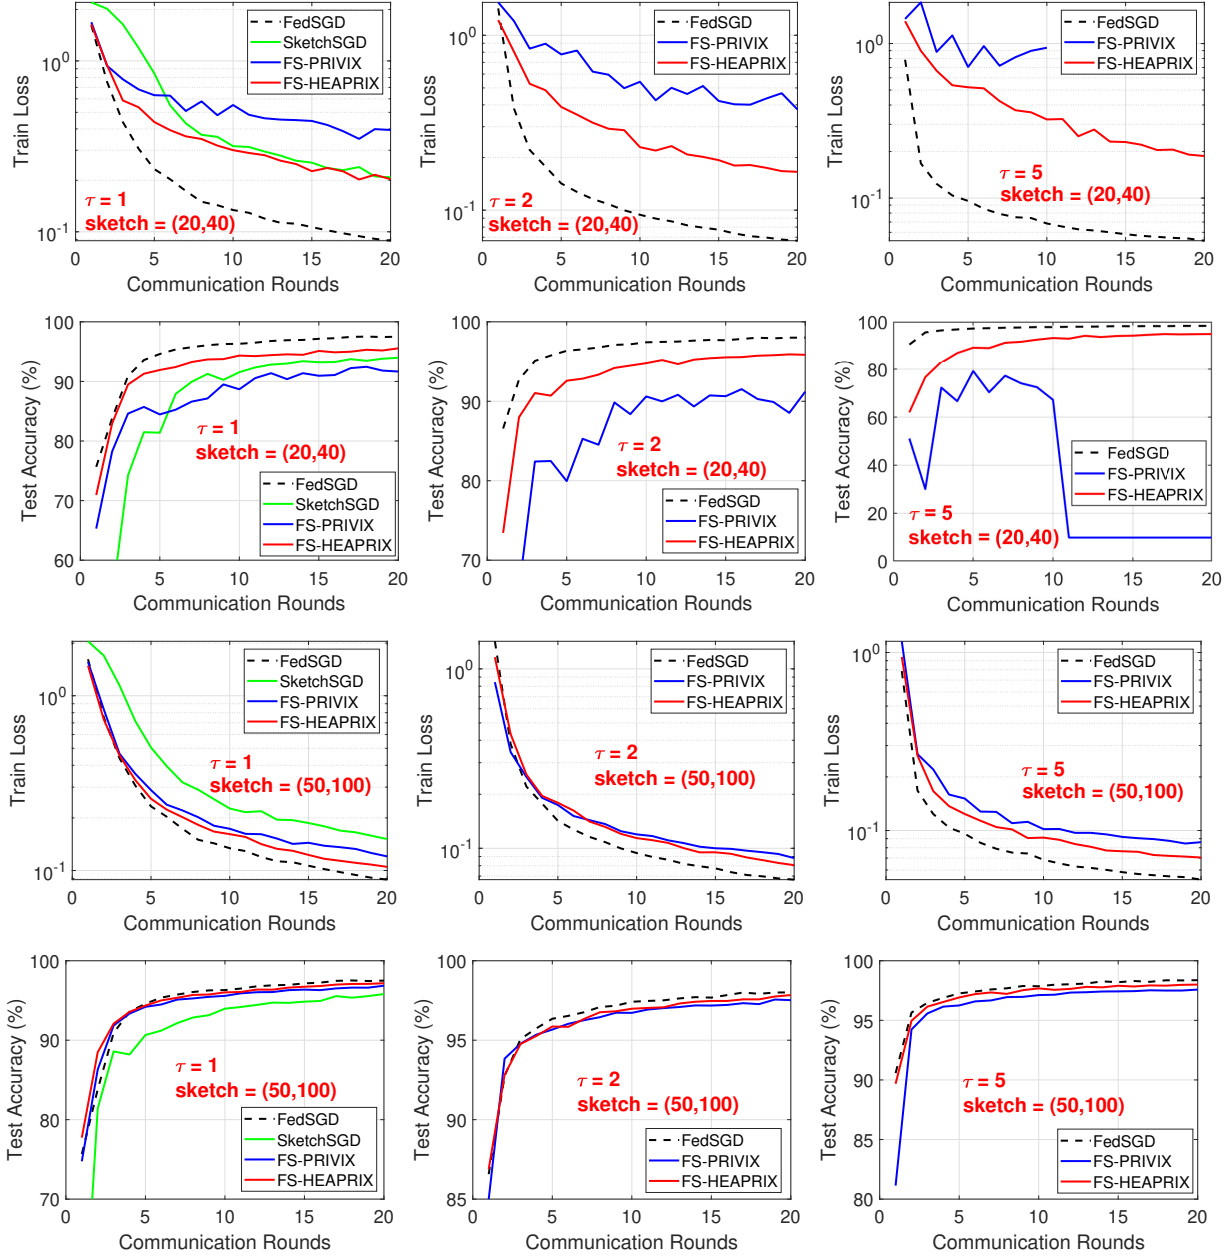 Train Loss
10^0
10^-1
FedSGD
SketchSGD
FS-PRIVIX
FS-HEAPRIX
τ = 1
sketch = (20,40)
0 5 10 15 20
Communication Rounds
Train Loss
10^0
10^-1
FedSGD
FS-PRIVIX
FS-HEAPRIX
τ = 2
sketch = (20,40)
0 5 10 15 20
Communication Rounds
Train Loss
10^0
10^-1
FedSGD
FS-PRIVIX
FS-HEAPRIX
τ = 5
sketch = (20,40)
0 5 10 15 20
Communication Rounds
Test Accuracy (%)
100
90
80
70
60
τ = 1
sketch = (20,40)
FedSGD
SketchSGD
FS-PRIVIX
FS-HEAPRIX
0 5 10 15 20
Communication Rounds
Test Accuracy (%)
100
90
80
70
τ = 2
sketch = (20,40)
FedSGD
FS-PRIVIX
FS-HEAPRIX
0 5 10 15 20
Communication Rounds
Test Accuracy (%)
100
80
60
40
20
10
0
FedSGD
FS-PRIVIX
FS-HEAPRIX
τ = 5
sketch = (20,40)
0 5 10 15 20
Communication Rounds
Train Loss
10^0
10^-1
FedSGD
SketchSGD
FS-PRIVIX
FS-HEAPRIX
τ = 1
sketch = (50,100)
0 5 10 15 20
Communication Rounds
Train Loss
10^0
10^-1
FedSGD
FS-PRIVIX
FS-HEAPRIX
τ = 2
sketch = (50,100)
0 5 10 15 20
Communication Rounds
Train Loss
10^0
10^-1
FedSGD
FS-PRIVIX
FS-HEAPRIX
τ = 5
sketch = (50,100)
0 5 10 15 20
Communication Rounds
Test Accuracy (%)
100
90
80
70
τ = 1
sketch = (50,100)
FedSGD
SketchSGD
FS-PRIVIX
FS-HEAPRIX
0 5 10 15 20
Communication Rounds
Test Accuracy (%)
100
95
90
85
τ = 2
sketch = (50,100)
FedSGD
FS-PRIVIX
FS-HEAPRIX
0 5 10 15 20
Communication Rounds
Test Accuracy (%)
100
95
90
85
80
τ = 5
sketch = (50,100)
FedSGD
FS-PRIVIX
FS-HEAPRIX
0 5 10 15 20
Communication Rounds